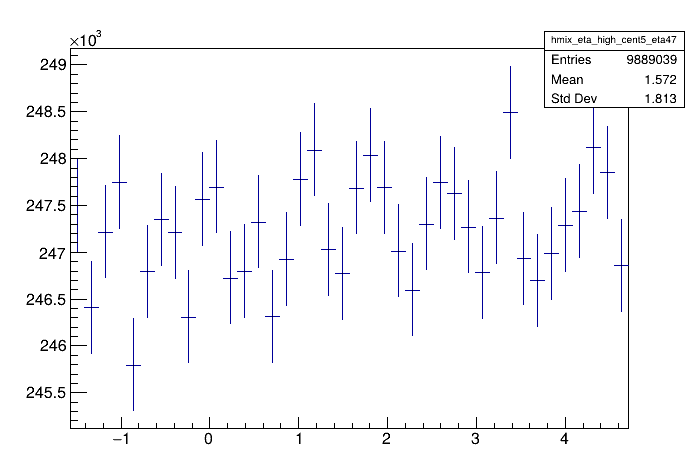 ×10³
hmix_eta_high_cent5_eta47
Entries 9889039
Mean 1.572
Std Dev 1.813
249
248.5
248
247.5
247
246.5
246
245.5
−1 0 1 2 3 4